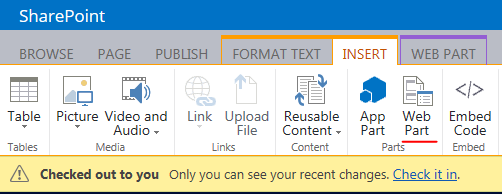 SharePoint
BROWSE PAGE PUBLISH FORMAT TEXT INSERT WEB PART
Table Picture Video and Audio Link Upload File Reusable Content App Part Web Part Embed Code
Tables Media Links Content Parts Embed
Checked out to you Only you can see your recent changes. Check it in.